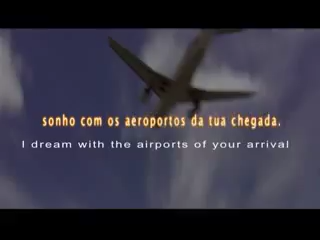 sonho com os aeroportos da tua chegada.
I dream with the airports of your arrival